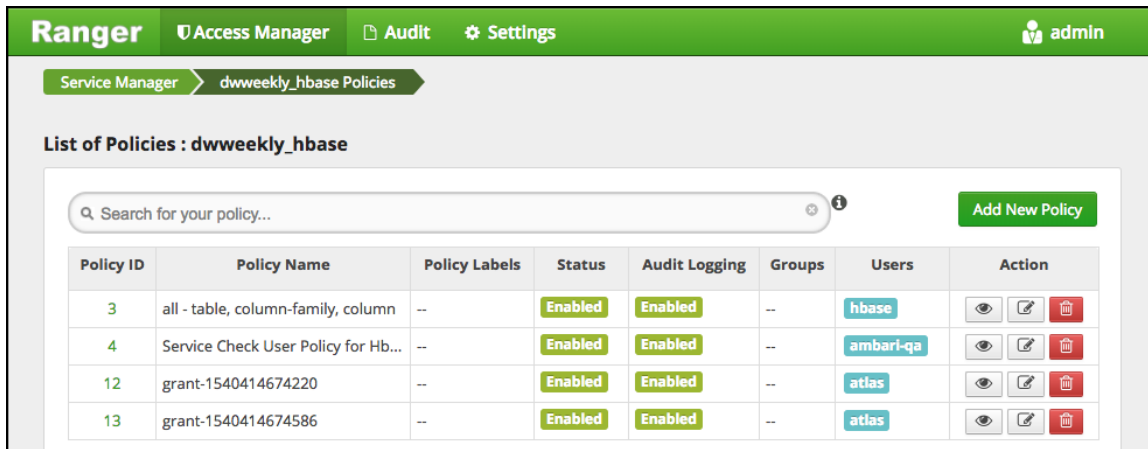 Ranger Access Manager Audit Settings admin
Service Manager dwweekly_hbase Policies
List of Policies : dwweekly_hbase
Search for your policy... Add New Policy
Policy ID Policy Name Policy Labels Status Audit Logging Groups Users Action
3 all - table, column-family, column -- Enabled Enabled -- hbase
4 Service Check User Policy for Hb... -- Enabled Enabled -- ambari-qa
12 grant-1540414674220 -- Enabled Enabled -- atlas
13 grant-1540414674586 -- Enabled Enabled -- atlas